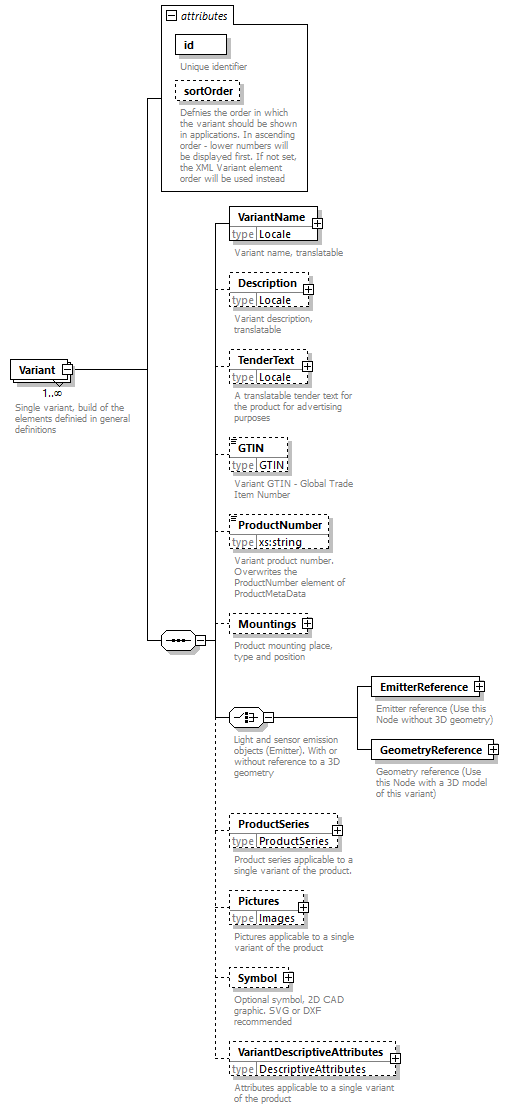 attributes
id
Unique identifier
sortOrder
Defnies the order in which
the variant should be shown
in applications. In ascending
order - lower numbers will
be displayed first. If not set,
the XML Variant element
order will be used instead
Variant
1..∞
Single variant, build of the
elements definied in general
definitions
VariantName
type Locale
Variant name, translatable
Description
type Locale
Variant description,
translatable
TenderText
type Locale
A translatable tender text for
the product for advertising
purposes
GTIN
type GTIN
Variant GTIN - Global Trade
Item Number
ProductNumber
type xs:string
Variant product number.
Overwrites the
ProductNumber element of
ProductMetaData
Mountings
Product mounting place,
type and position
Light and sensor emission
objects (Emitter). With or
without reference to a 3D
geometry
EmitterReference
Emitter reference (Use this
Node without 3D geometry)
GeometryReference
Geometry reference (Use
this Node with a 3D model
of this variant)
ProductSeries
type ProductSeries
Product series applicable to a
single variant of the product.
Pictures
type Images
Pictures applicable to a single
variant of the product
Symbol
Optional symbol, 2D CAD
graphic. SVG or DXF
recommended
VariantDescriptiveAttributes
type DescriptiveAttributes
Attributes applicable to a single variant
of the product